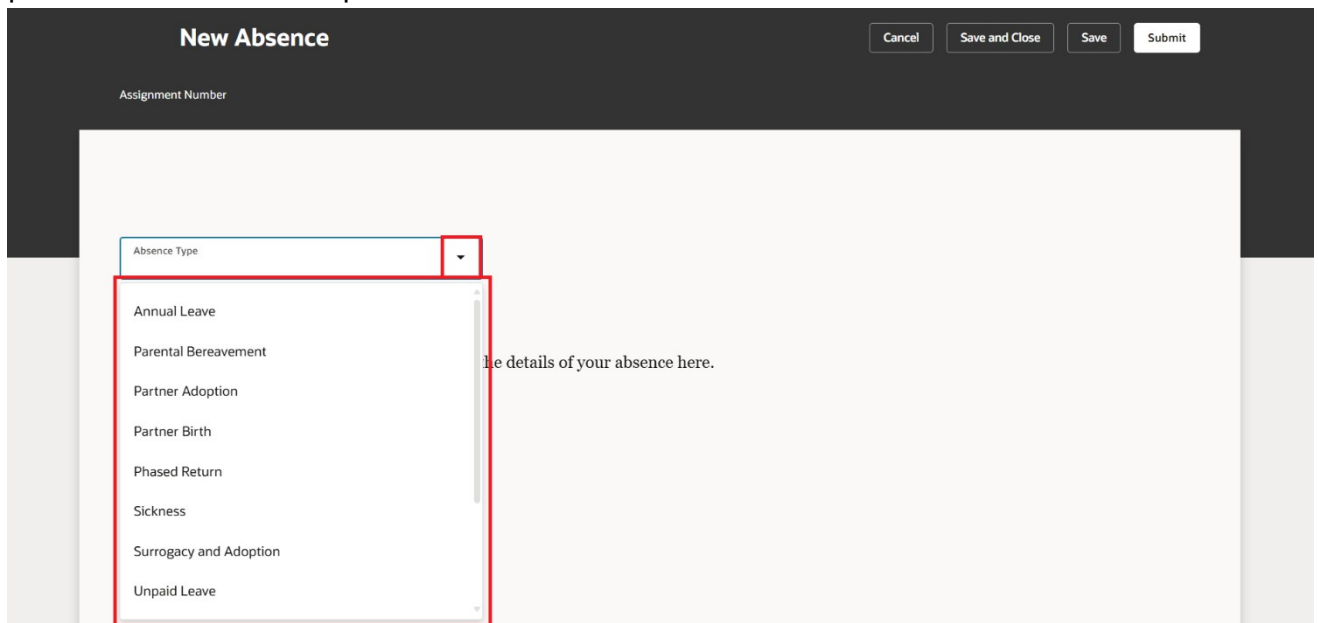 New Absence
Cancel Save and Close Save Submit
Assignment Number
Absence Type
Annual Leave
Parental Bereavement
the details of your absence here.
Partner Adoption
Partner Birth
Phased Return
Sickness
Surrogacy and Adoption
Unpaid Leave